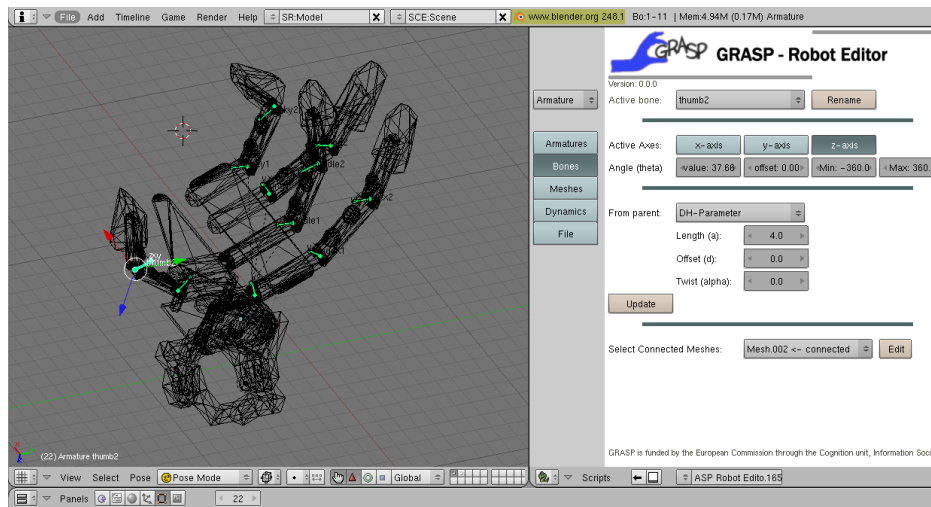 File Add Timeline Game Render Help SR:Model X SCE:Scene X www.blender.org 248.1 Bo:1-11 | Mem:4.94M (0.17M) Armature
GRASP GRASP - Robot Editor
Version: 0.0.0
Armature Active bone: thumb2 Rename
Armatures Active Axes: x-axis y-axis z-axis
Bones Angle (theta) value: 37.66 offset: 0.00 Min: -360.0 Max: 360.
Meshes
Dynamics From parent: DH-Parameter
File Length (a): 4.0
Offset (d): 0.0
Twist (alpha): 0.0
Update
Select Connected Meshes: Mesh.002 <- connected Edit
thumb2
(22) Armature thumb2
GRASP is funded by the European Commission through the Cognition unit, Information Soci
View Select Pose Pose Mode Global Scripts ASP Robot Edito.165
Panels 22